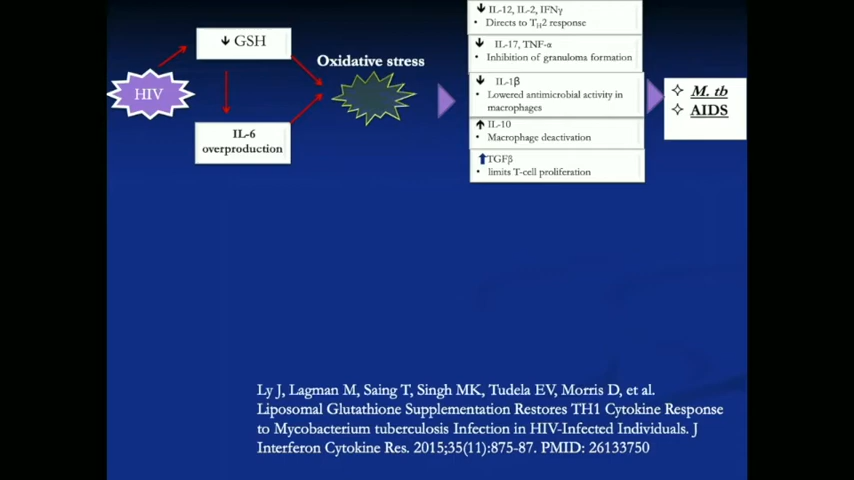 HIV
↓ GSH
IL-6
overproduction
Oxidative stress
↓ IL-12, IL-2, IFNγ
• Directs to TH2 response
↓ IL-17, TNF-α
• Inhibition of granuloma formation
↓ IL-1β
• Lowered antimicrobial activity in
macrophages
↑ IL-10
• Macrophage deactivation
↑TGFβ
• limits T-cell proliferation
✧ M. tb
✧ AIDS
Ly J, Lagman M, Saing T, Singh MK, Tudela EV, Morris D, et al.
Liposomal Glutathione Supplementation Restores TH1 Cytokine Response
to Mycobacterium tuberculosis Infection in HIV-Infected Individuals. J
Interferon Cytokine Res. 2015;35(11):875-87. PMID: 26133750